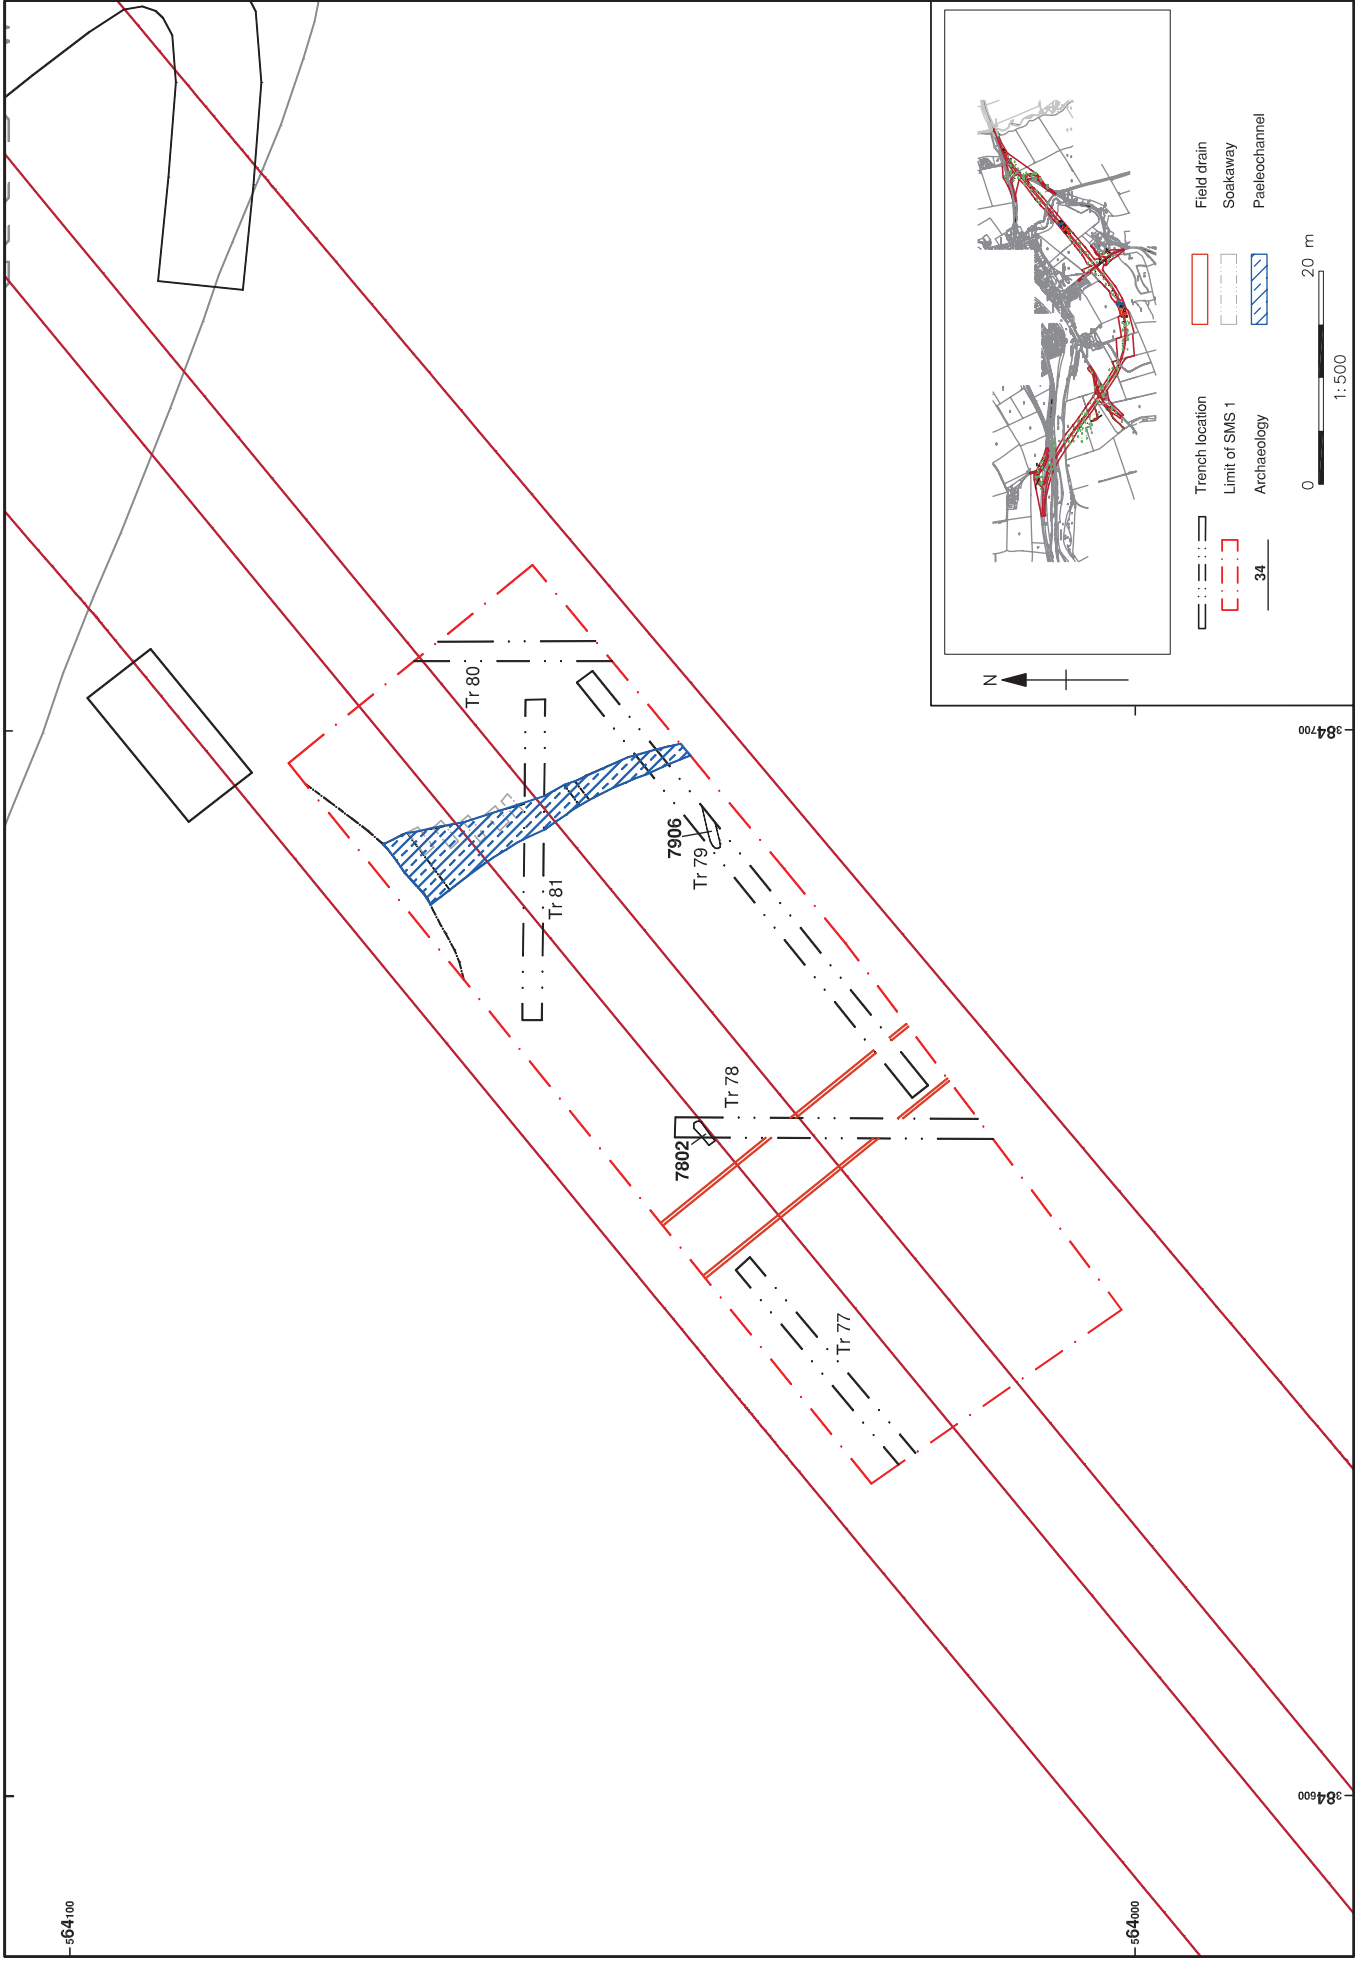 564100
564000
384600
384700
Tr 80
Tr 81
7906
Tr 79
Tr 78
7802
Tr 77
N
Trench location
Limit of SMS 1
34 Archaeology
Field drain
Soakaway
Paeleochannel
0 20 m
1:500